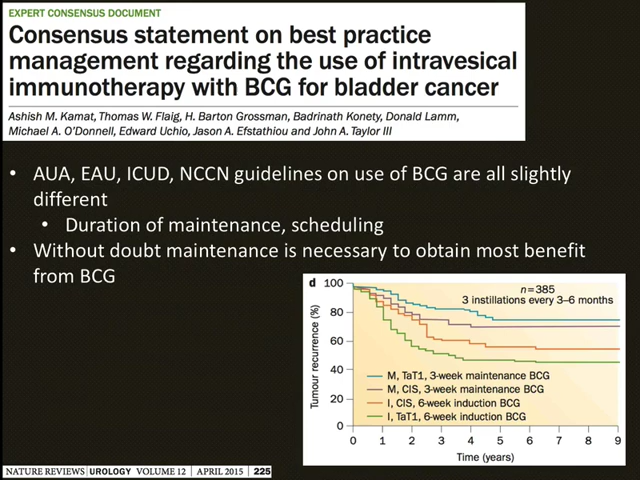 EXPERT CONSENSUS DOCUMENT
Consensus statement on best practice
management regarding the use of intravesical
immunotherapy with BCG for bladder cancer
Ashish M. Kamat, Thomas W. Flaig, H. Barton Grossman, Badrinath Konety, Donald Lamm,
Michael A. O'Donnell, Edward Uchio, Jason A. Efstathiou and John A. Taylor III
• AUA, EAU, ICUD, NCCN guidelines on use of BCG are all slightly
different
• Duration of maintenance, scheduling
• Without doubt maintenance is necessary to obtain most benefit
from BCG
d
n=385
3 instillations every 3–6 months
Tumour recurrence (%)
100
80
60
40
20
0
M, TaT1, 3-week maintenance BCG
M, CIS, 3-week maintenance BCG
I, CIS, 6-week induction BCG
I, TaT1, 6-week induction BCG
0 1 2 3 4 5 6 7 8 9
Time (years)
NATURE REVIEWS | UROLOGY VOLUME 12 | APRIL 2015 | 225